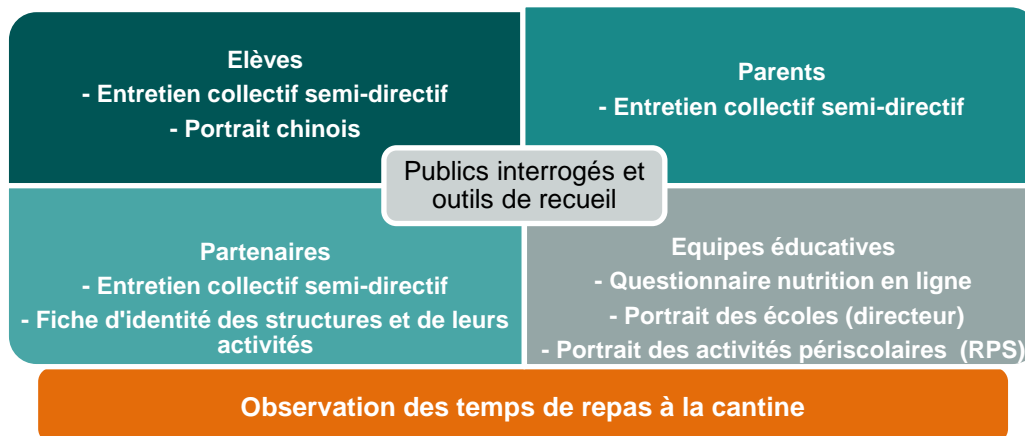 Elèves
- Entretien collectif semi-directif
- Portrait chinois
Parents
- Entretien collectif semi-directif
Publics interrogés et
outils de recueil
Partenaires
- Entretien collectif semi-directif
- Fiche d'identité des structures et de leurs
activités
Equipes éducatives
- Questionnaire nutrition en ligne
- Portrait des écoles (directeur)
- Portrait des activités périscolaires (RPS)
Observation des temps de repas à la cantine